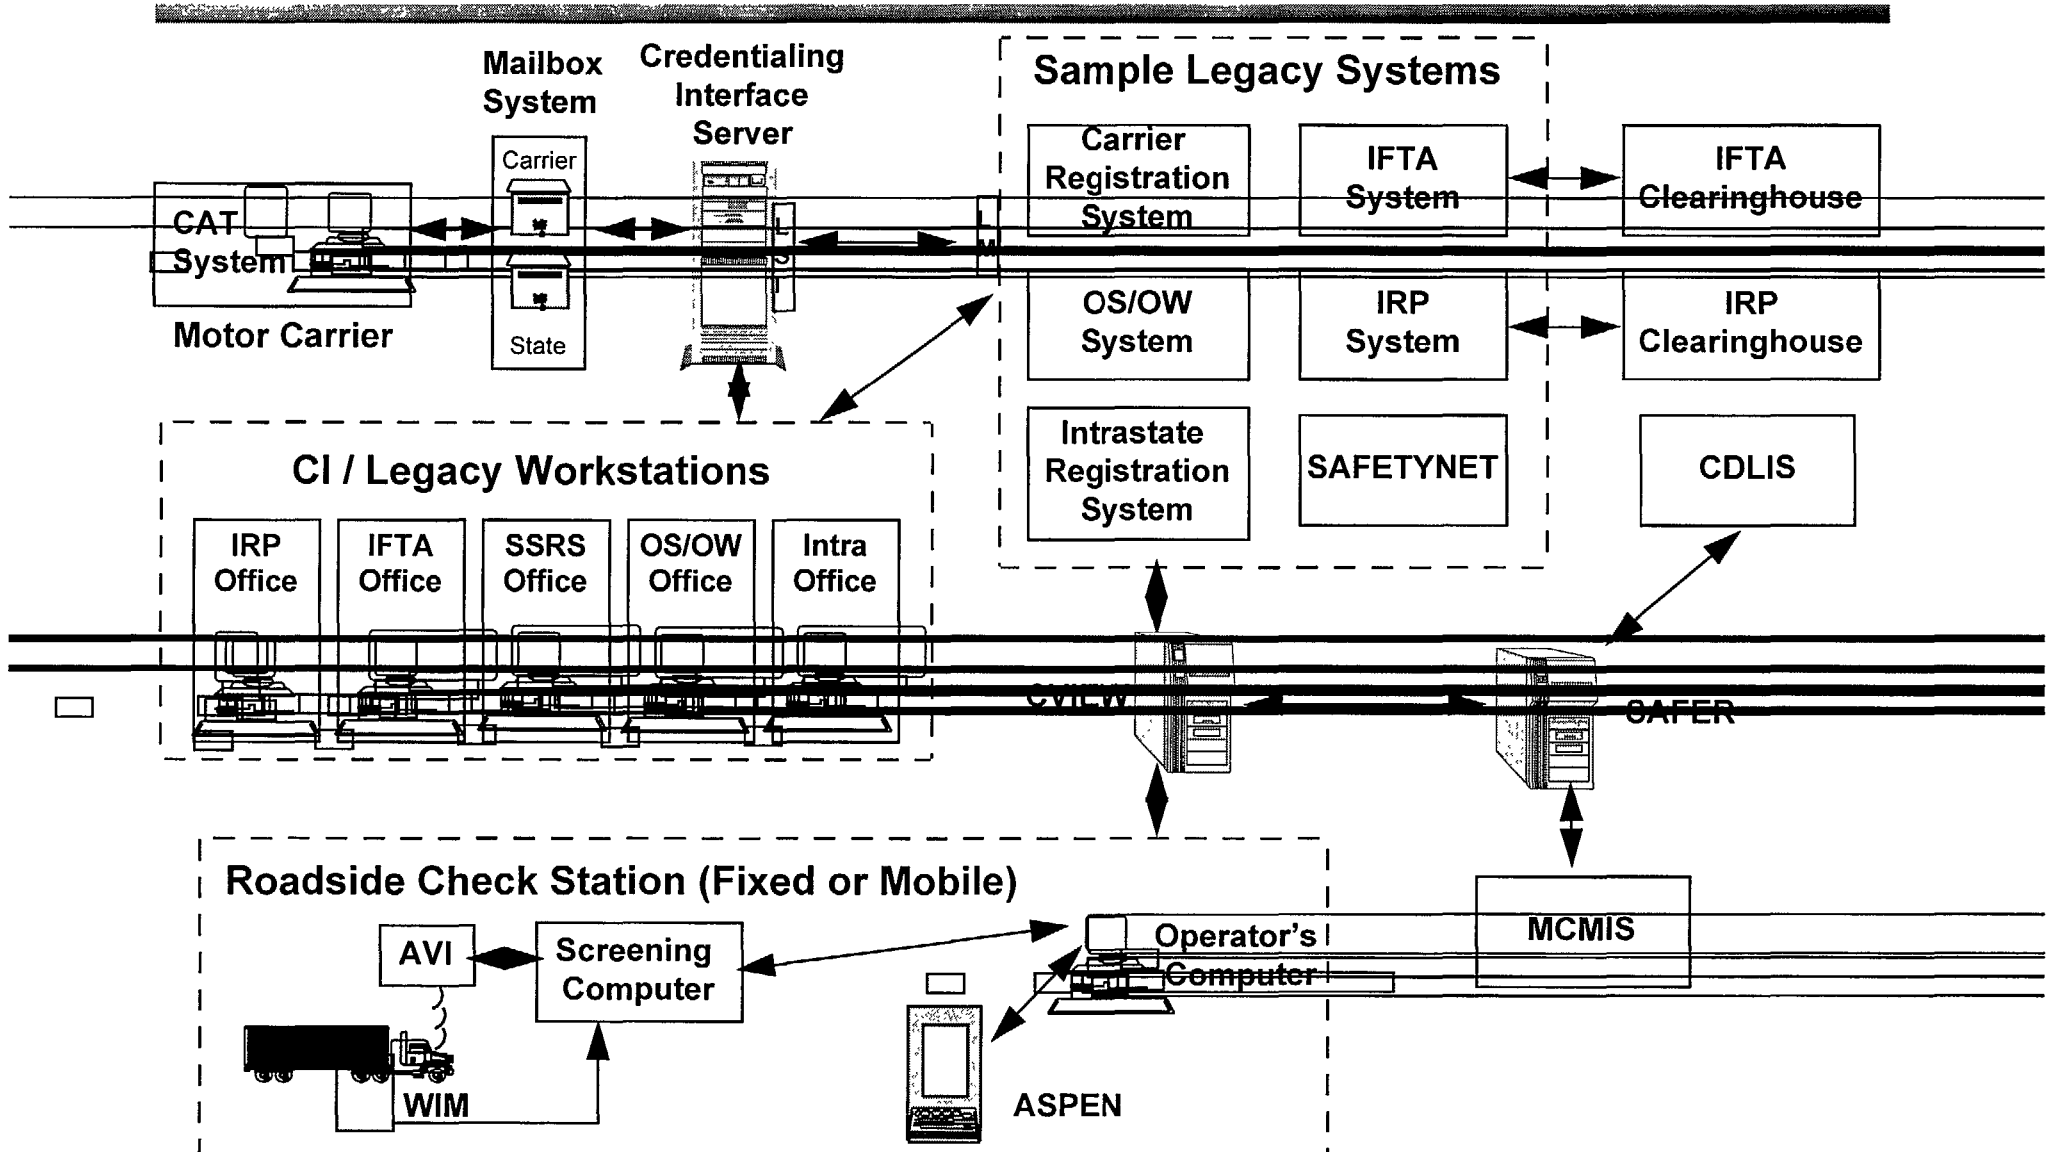 Mailbox
System
Credentialing
Interface
Server
Sample Legacy Systems
Carrier
State
CAT
System
Motor Carrier
L
L
M
Carrier
Registration
System
IFTA
System
IFTA
Clearinghouse
OS/OW
System
IRP
System
IRP
Clearinghouse
Intrastate
Registration
System
SAFETYNET
CDLIS
CI / Legacy Workstations
IRP
Office
IFTA
Office
SSRS
Office
OS/OW
Office
Intra
Office
CVIEW
SAFER
Roadside Check Station (Fixed or Mobile)
AVI
Screening
Computer
Operator's
Computer
MCMIS
WIM
ASPEN